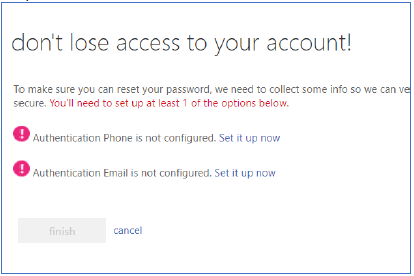 don't lose access to your account!
To make sure you can reset your password, we need to collect some info so we can ve
secure. You'll need to set up at least 1 of the options below.
! Authentication Phone is not configured. Set it up now
! Authentication Email is not configured. Set it up now
finish cancel